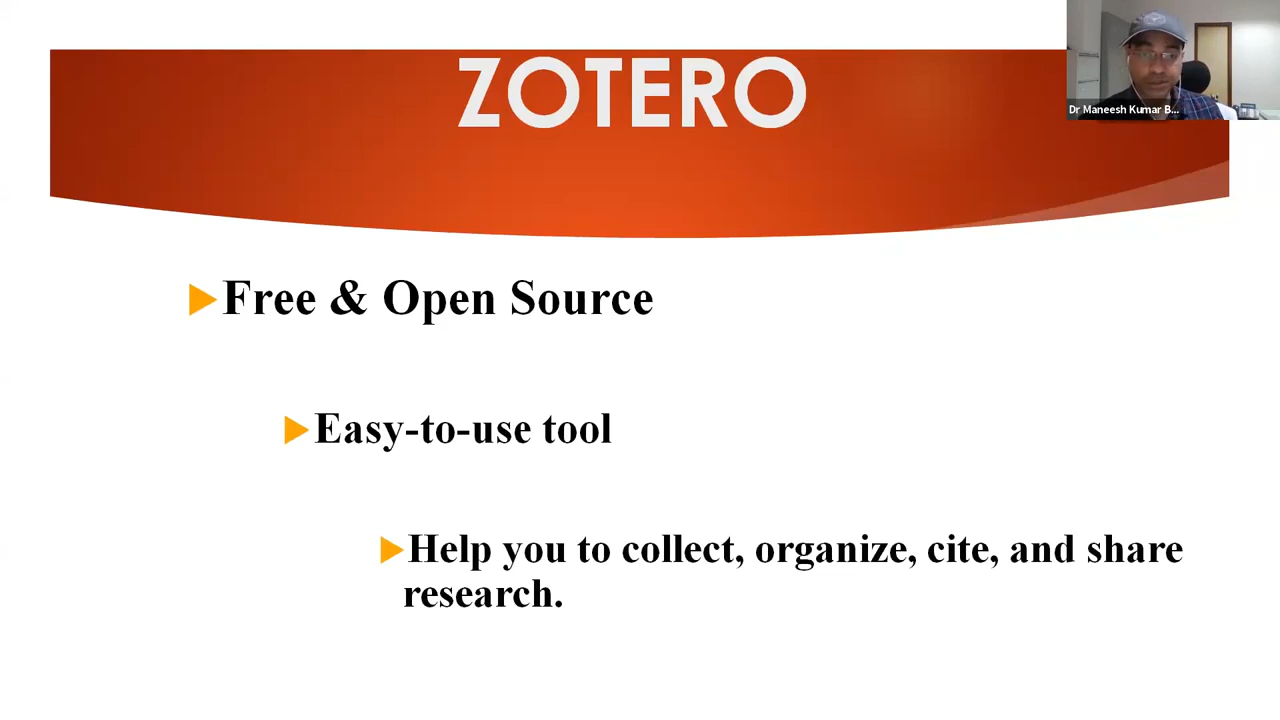 ZOTERO
Dr Maneesh Kumar B...
Free & Open Source
Easy-to-use tool
Help you to collect, organize, cite, and share
research.